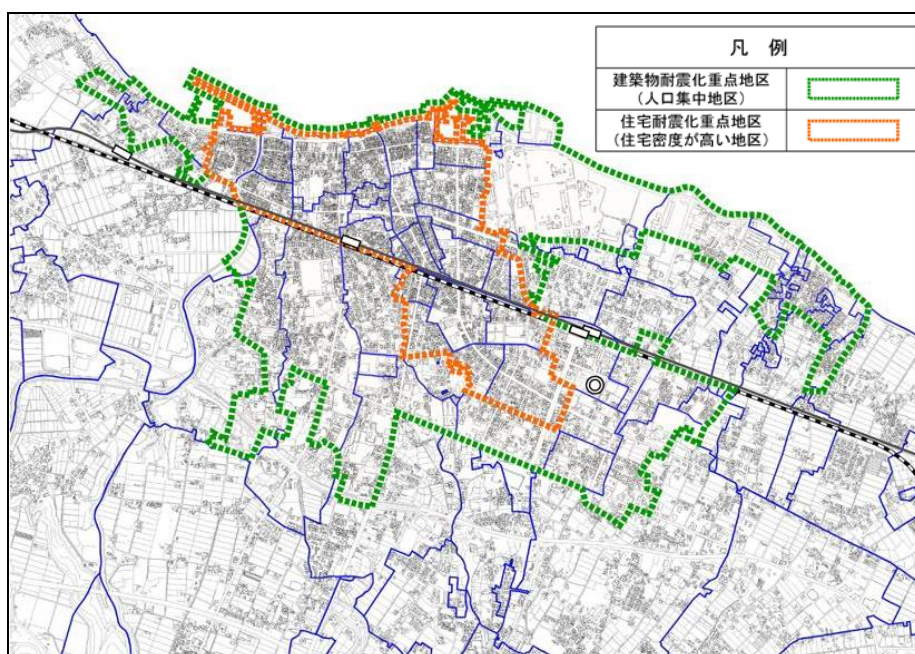 凡 例
建築物耐震化重点地区
（人口集中地区）
住宅耐震化重点地区
（住宅密度が高い地区）